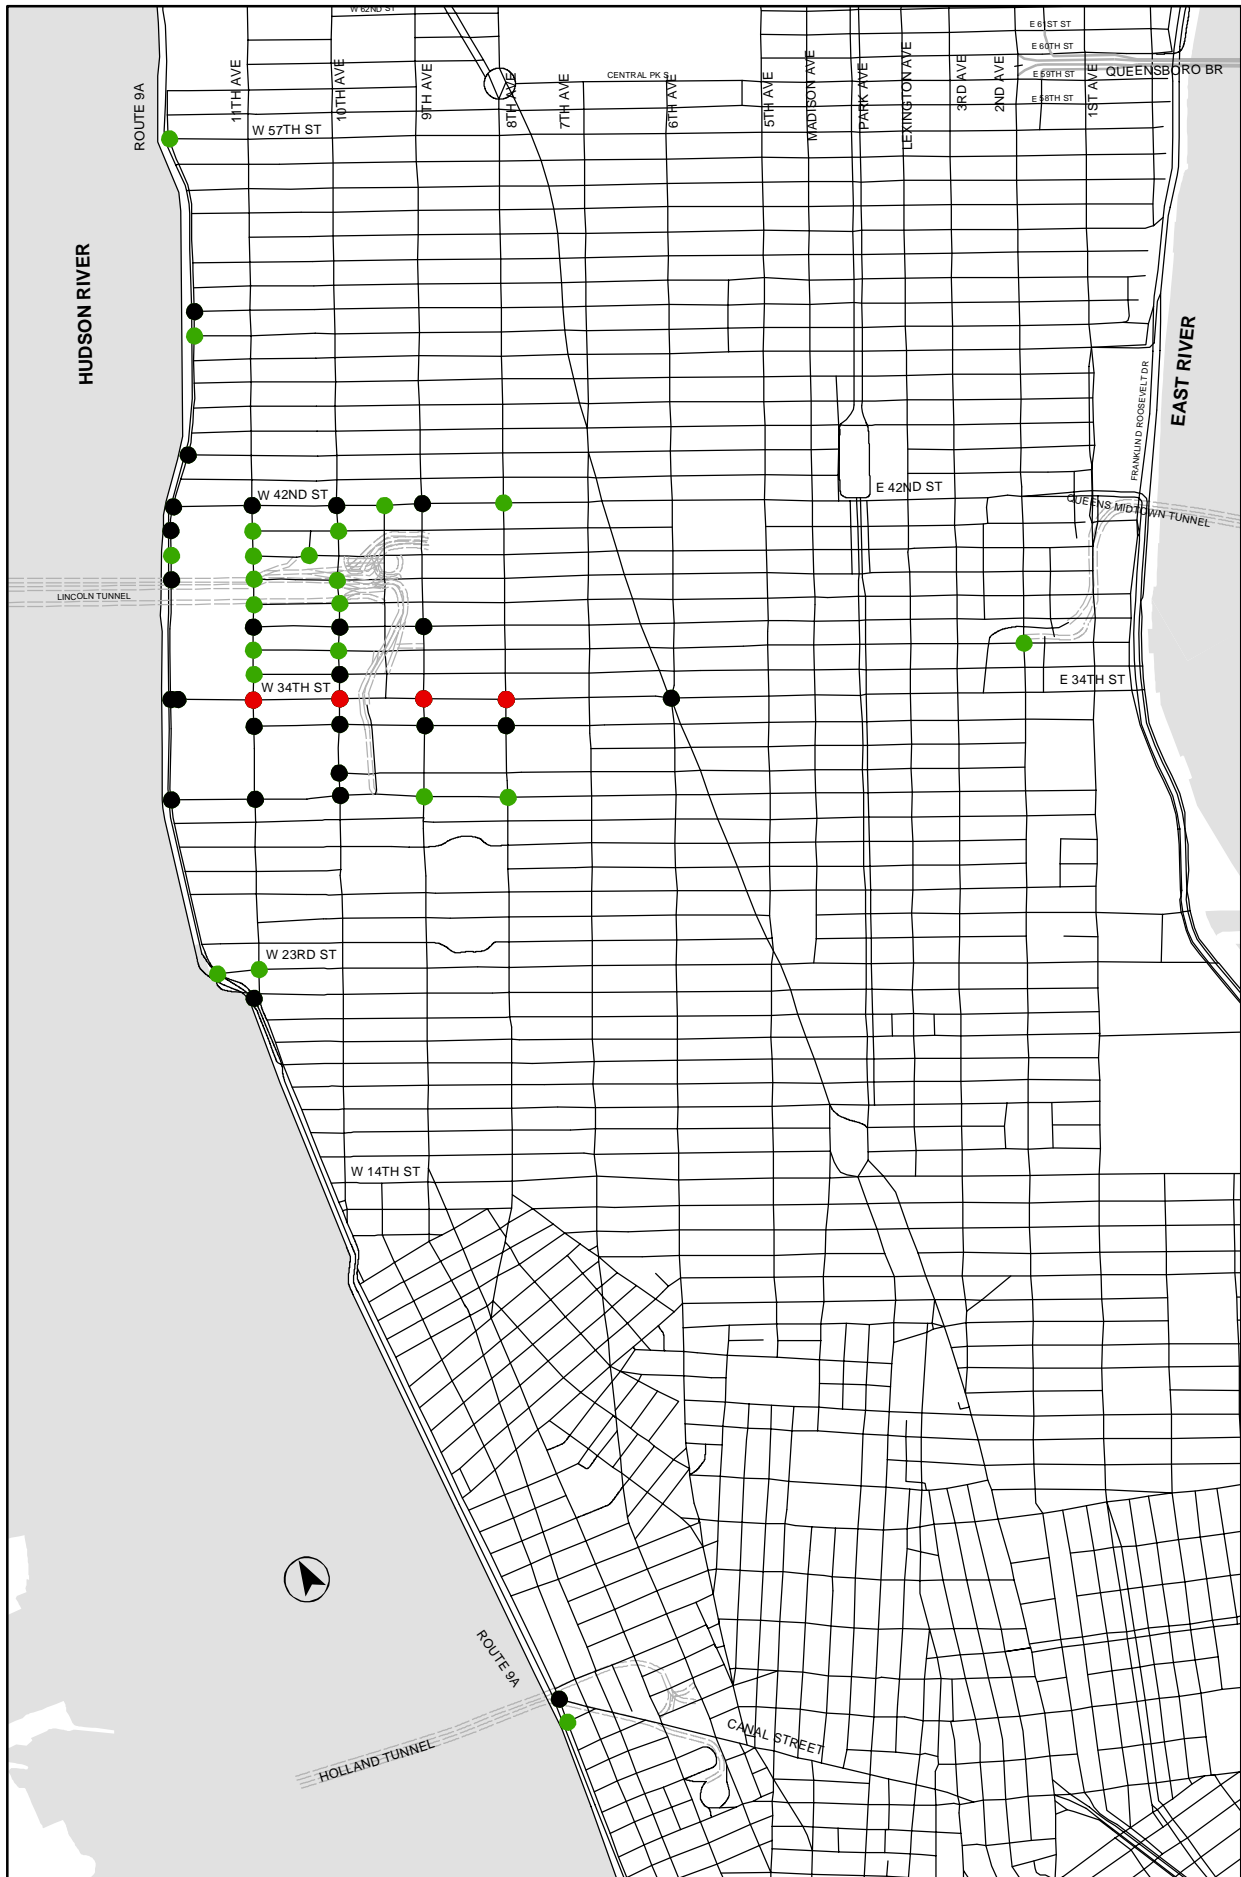 W 62ND ST
E 61ST ST
E 60TH ST
E 59TH ST
E 58TH ST
QUEENSBORO BR
CENTRAL PK S
ROUTE 9A
11TH AVE
10TH AVE
9TH AVE
8TH AVE
7TH AVE
6TH AVE
5TH AVE
MADISON AVE
PARK AVE
LEXINGTON AVE
3RD AVE
2ND AVE
1ST AVE
W 57TH ST
HUDSON RIVER
EAST RIVER
FRANKLIN D ROOSEVELT DR
W 42ND ST
E 42ND ST
QUEENS MIDTOWN TUNNEL
LINCOLN TUNNEL
W 34TH ST
E 34TH ST
W 23RD ST
W 14TH ST
ROUTE 9A
HOLLAND TUNNEL
CANAL STREET